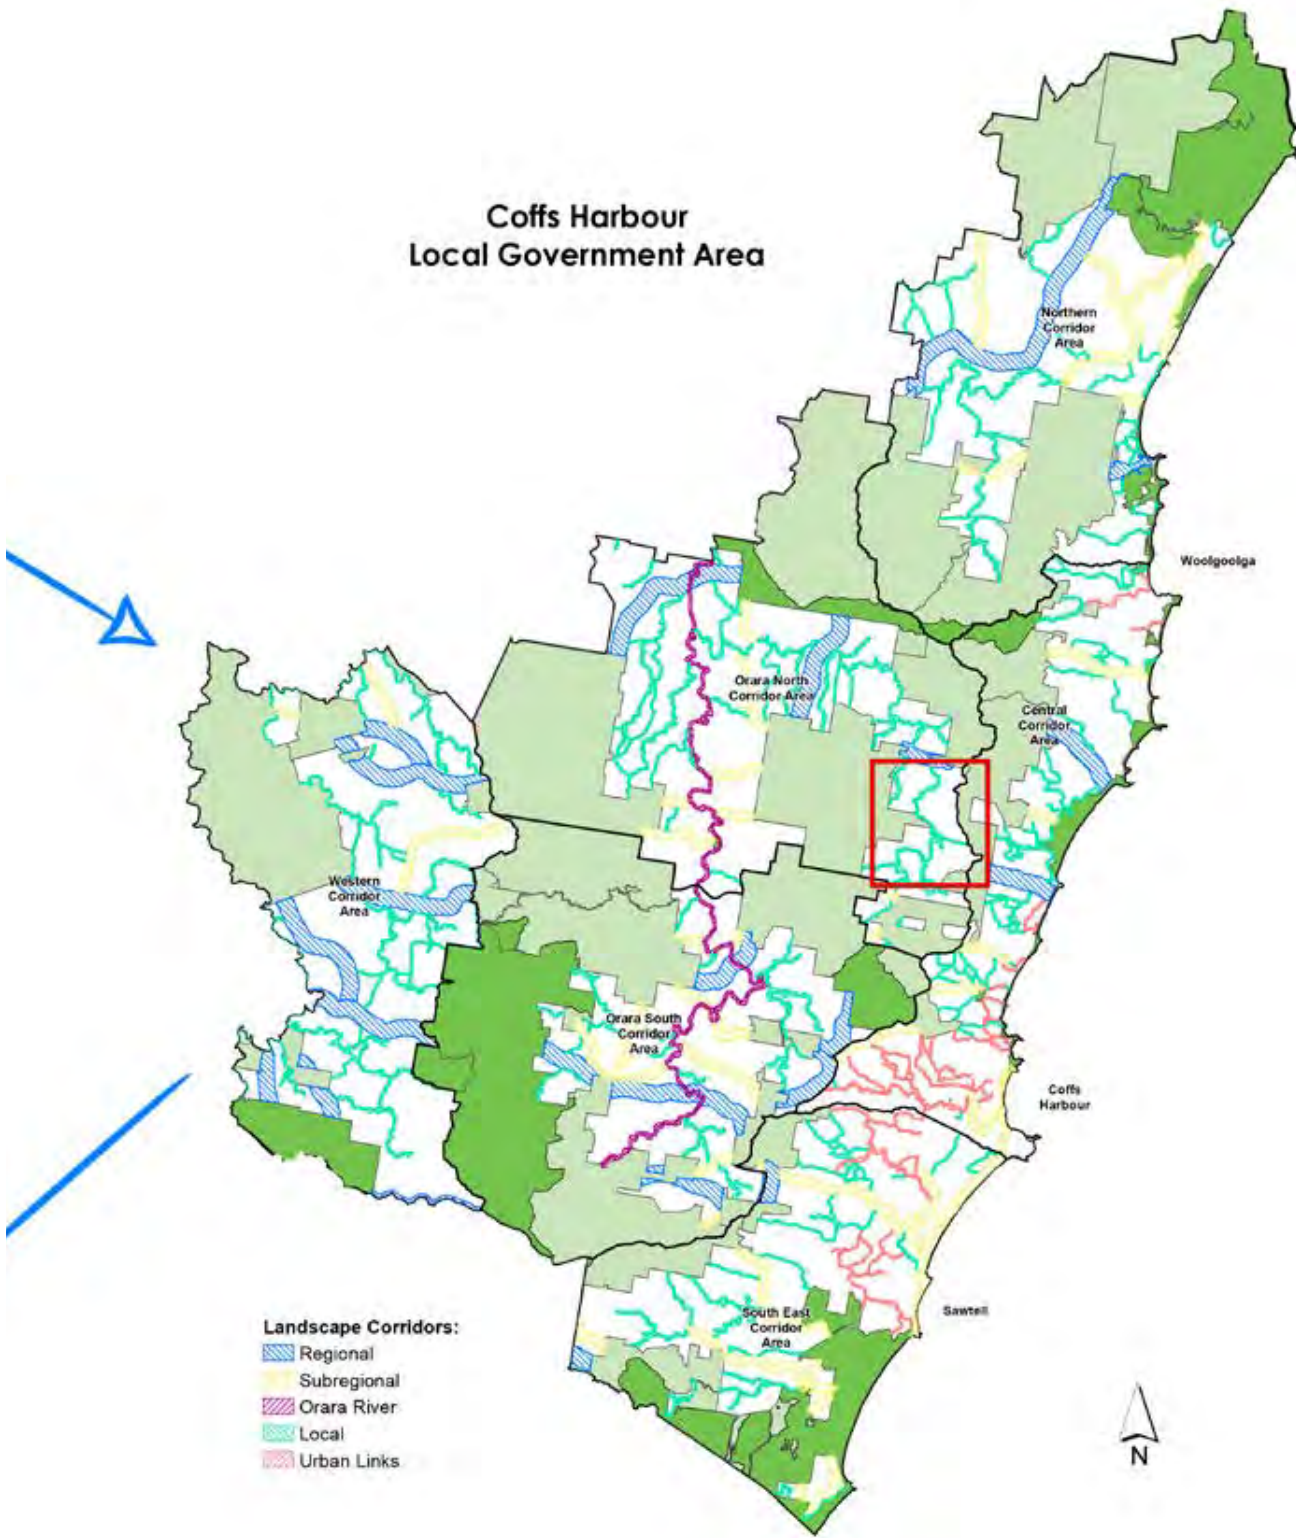 Coffs Harbour
Local Government Area
Northern
Corridor
Area
Woolgoolga
Orara North
Corridor Area
Central
Corridor
Area
Western
Corridor
Area
Orara South
Corridor
Area
Coffs
Harbour
South East
Corridor
Area
Sawtell
Landscape Corridors:
Regional
Subregional
Orara River
Local
Urban Links
N